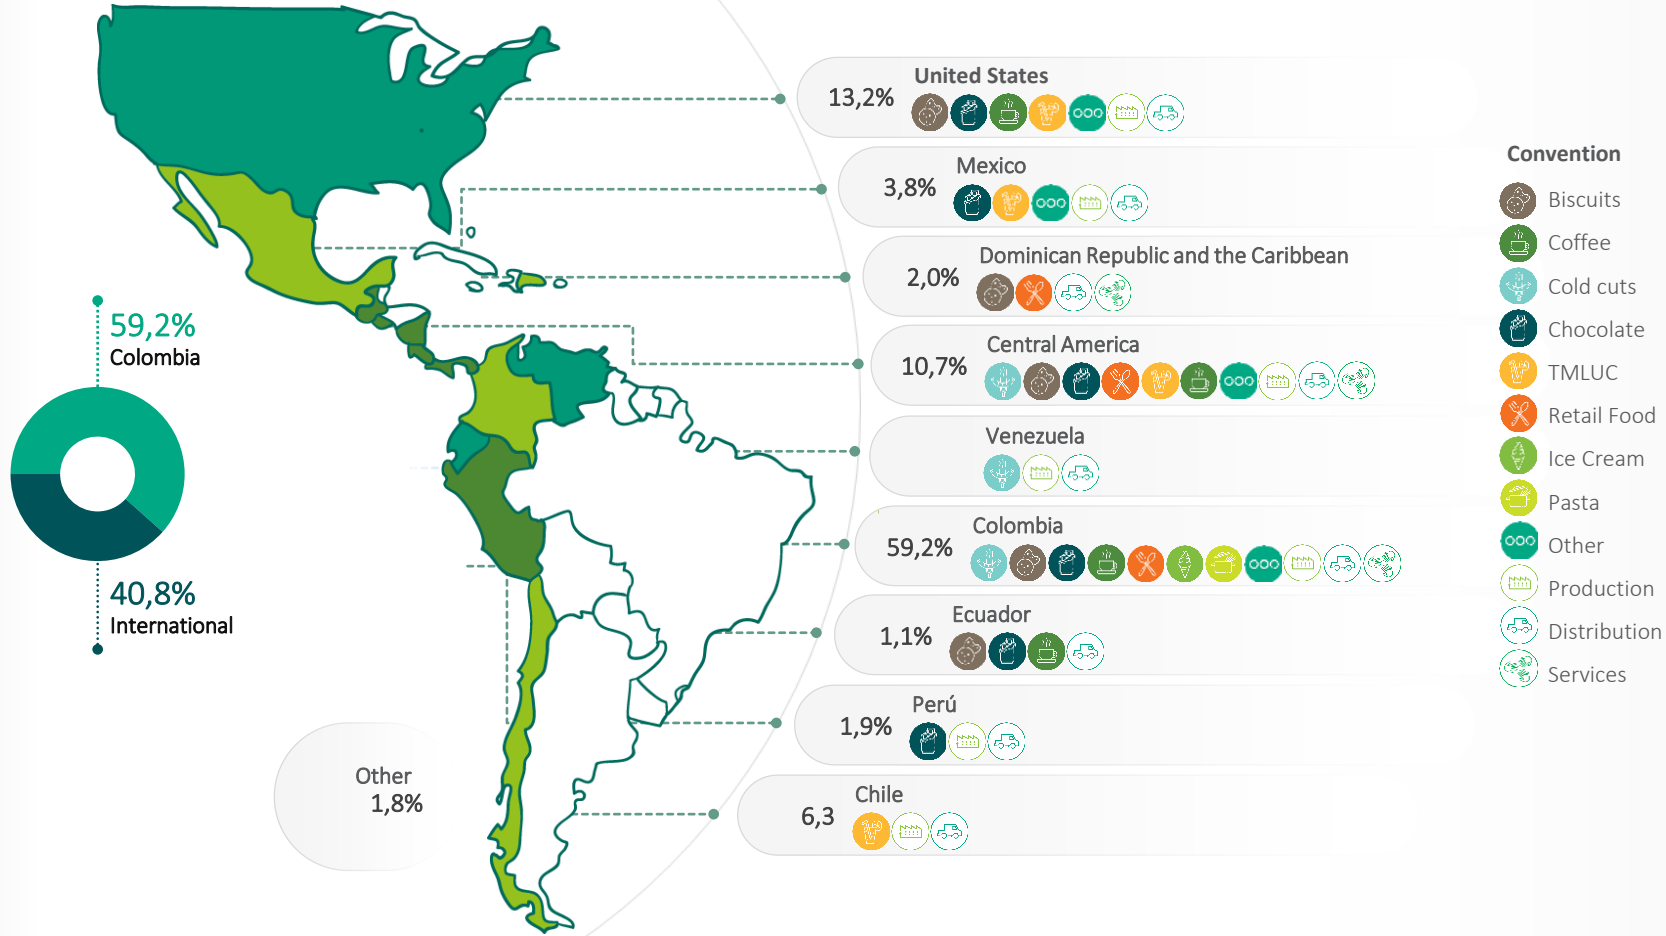 United States
13,2%
Mexico
3,8%
Dominican Republic and the Caribbean
2,0%
Central America
10,7%
Venezuela
Colombia
59,2%
Ecuador
1,1%
Perú
1,9%
Chile
6,3
Other
1,8%
59,2%
Colombia
40,8%
International
Convention
Biscuits
Coffee
Cold cuts
Chocolate
TMLUC
Retail Food
Ice Cream
Pasta
Other
Production
Distribution
Services